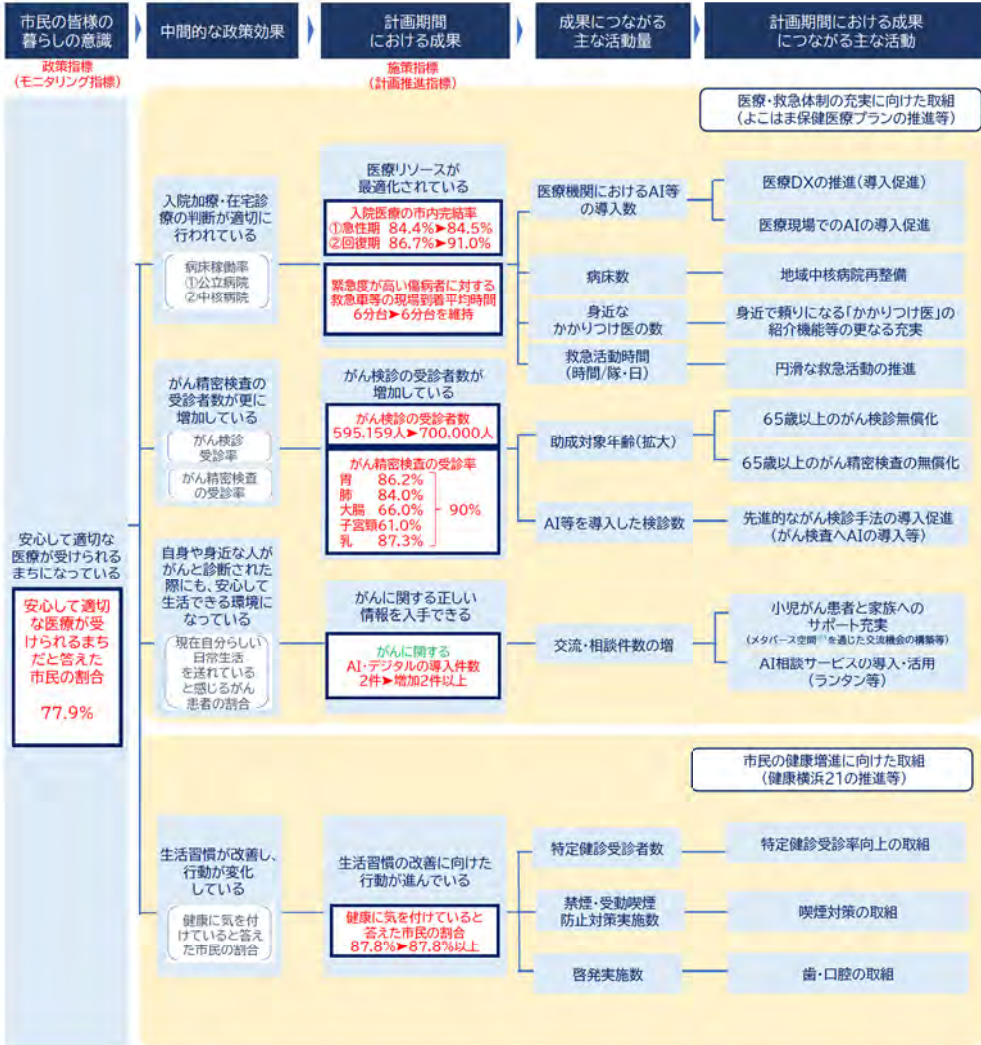 市民の皆様の
暮らしの意識
中間的な政策効果
計画期間
における成果
成果につながる
主な活動量
計画期間における成果
につながる主な活動
政策指標
(モニタリング指標)
施策指標
(計画推進指標)
医療・救急体制の充実に向けた取組
(よこはま保健医療プランの推進等)
安心して適切な
医療が受けられる
まちになっている
安心して適切
な医療が受
けられるまち
だと答えた
市民の割合
77.9%
入院加療・在宅診
療の判断が適切に
行われている
病床稼働率
①公立病院
②中核病院
医療リソースが
最適化されている
入院医療の市内完結率
①急性期 84.4%➤84.5%
②回復期 86.7%➤91.0%
緊急度が高い傷病者に対する
救急車等の現場到着平均時間
6分台➤6分台を維持
医療機関におけるAI等
の導入数
医療DXの推進(導入促進)
医療現場でのAIの導入促進
病床数
地域中核病院再整備
身近な
かかりつけ医の数
身近で頼りになる「かかりつけ医」の
紹介機能等の更なる充実
救急活動時間
(時間/隊・日)
円滑な救急活動の推進
がん精密検査の
受診者数が更に
増加している
がん検診
受診率
がん精密検査
の受診率
がん検診の受診者数が
増加している
がん検診の受診者数
595,159人➤700,000人
がん精密検査の受診率
胃 86.2%
肺 84.0%
大腸 66.0%
子宮頸61.0%
乳 87.3%
90%
助成対象年齢(拡大)
65歳以上のがん検診無償化
65歳以上のがん精密検査の無償化
AI等を導入した検診数
先進的ながん検診手法の導入促進
(がん検査へAIの導入等)
自身や身近な人が
がんと診断された
際にも、安心して
生活できる環境に
なっている
現在自分らしい
日常生活
を送れている
と感じるがん
患者の割合
がんに関する正しい
情報を入手できる
がんに関する
AI・デジタルの導入件数
2件➤増加2件以上
交流・相談件数の増
小児がん患者と家族への
サポート充実
(メタバース空間を通じた交流機会の構築等)
AI相談サービスの導入・活用
(ランタン等)
市民の健康増進に向けた取組
(健康横浜21の推進等)
生活習慣が改善し、
行動が変化
している
健康に気を付
けていると答え
た市民の割合
生活習慣の改善に向けた
行動が進んでいる
健康に気を付けていると
答えた市民の割合
87.8%➤87.8%以上
特定健診受診者数
特定健診受診率向上の取組
禁煙・受動喫煙
防止対策実施数
喫煙対策の取組
啓発実施数
歯・口腔の取組